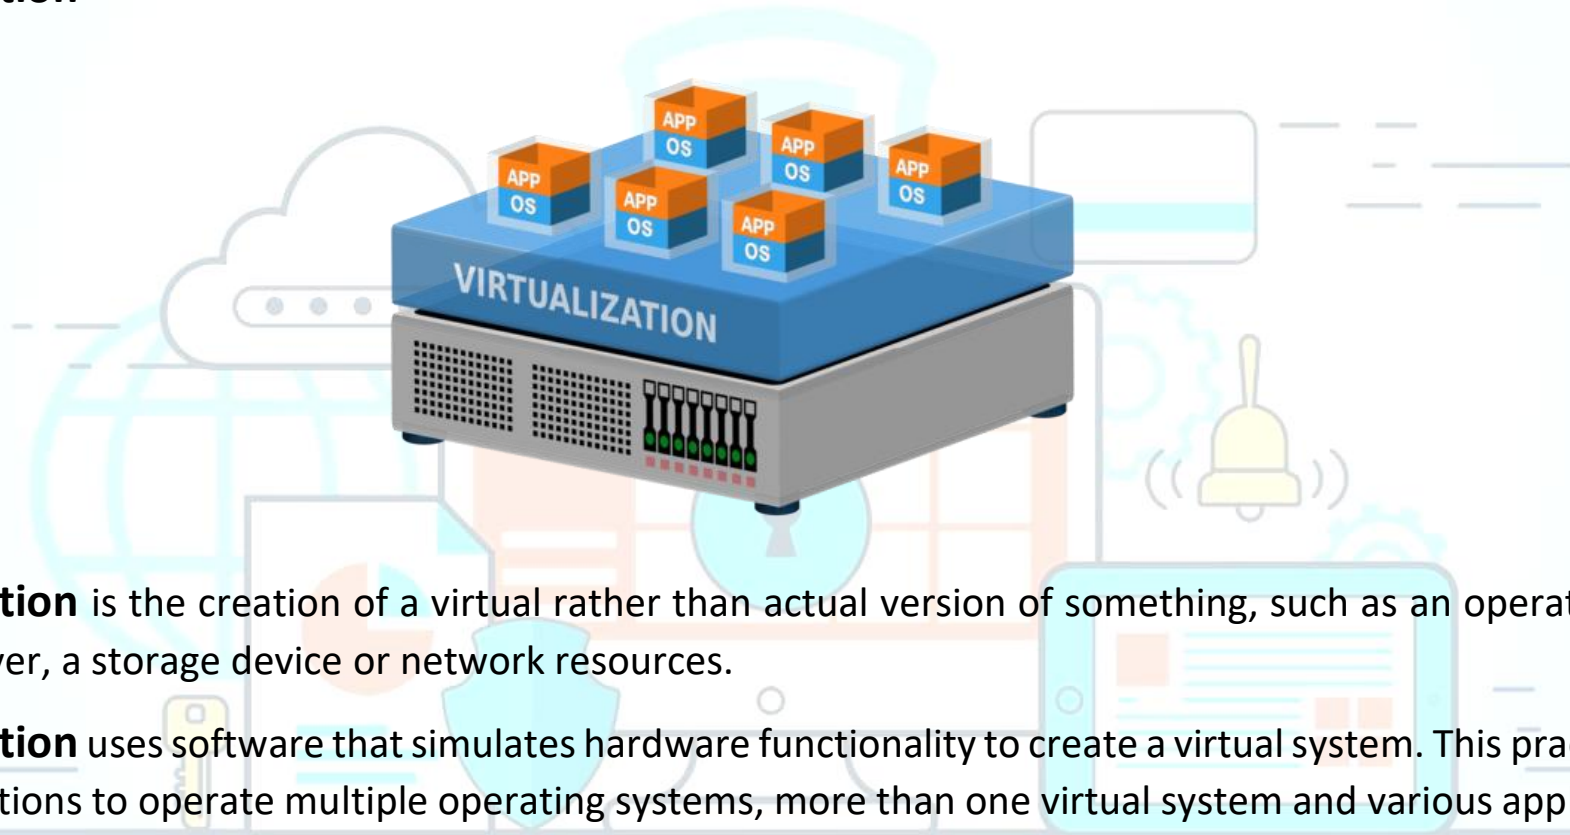 tion
APP
OS
APP
OS
APP
OS
APP
OS
APP
OS
APP
OS
VIRTUALIZATION
tion is the creation of a virtual rather than actual version of something, such as an operat
ver, a storage device or network resources.
tion uses software that simulates hardware functionality to create a virtual system. This prac
tions to operate multiple operating systems, more than one virtual system and various app